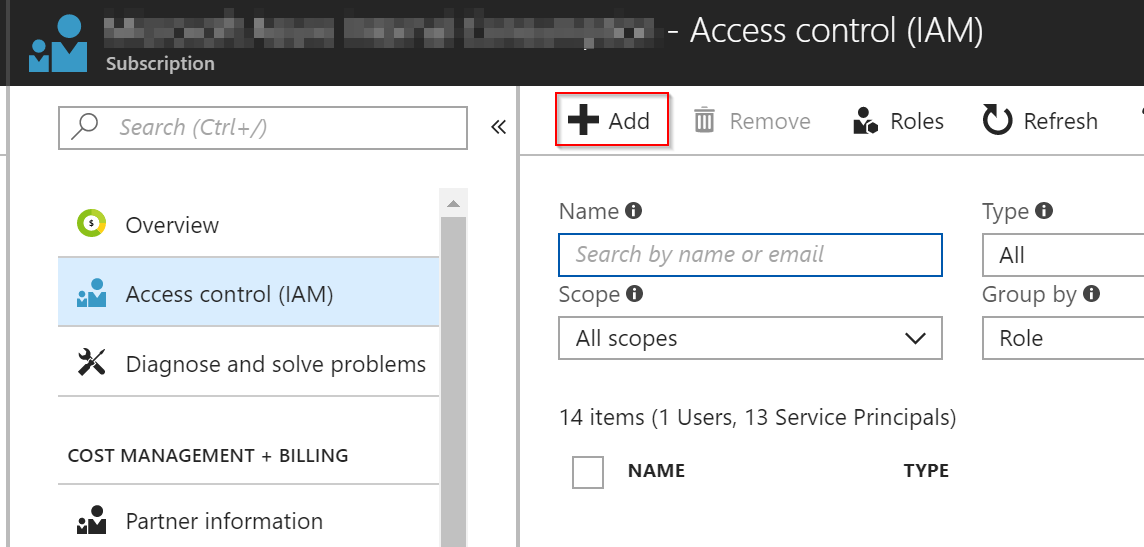 - Access control (IAM)
Subscription
Search (Ctrl+/)
Add
Remove
Roles
Refresh
Overview
Access control (IAM)
Diagnose and solve problems
COST MANAGEMENT + BILLING
Partner information
Name
Type
Search by name or email
All
Scope
Group by
All scopes
Role
14 items (1 Users, 13 Service Principals)
NAME
TYPE